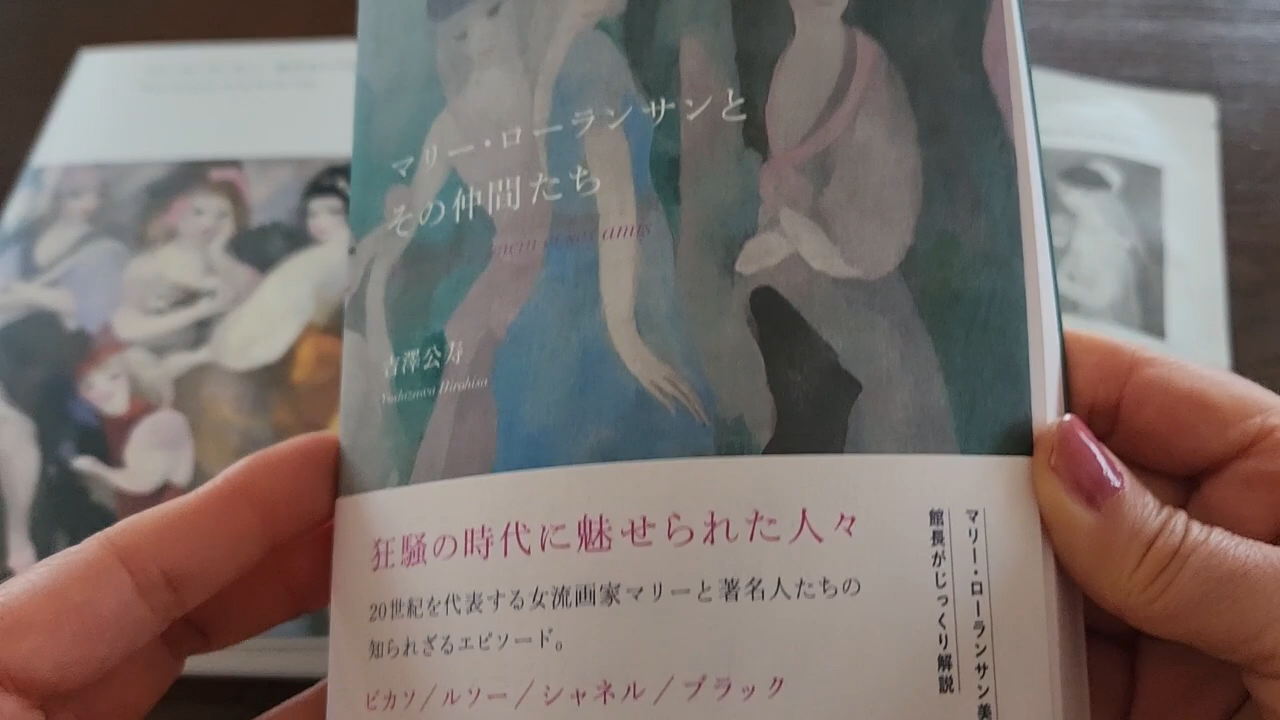 マリー・ローランサンと
その仲間たち
et ses amis
吉澤公寿
Yoshizawa Hirohisa
狂騒の時代に魅せられた人々
20世紀を代表する女流画家マリーと著名人たちの
知られざるエピソード。
ピカソ/ルソー/シャネル/ブラック
マリー・ローランサン美
館長がじっくり解説